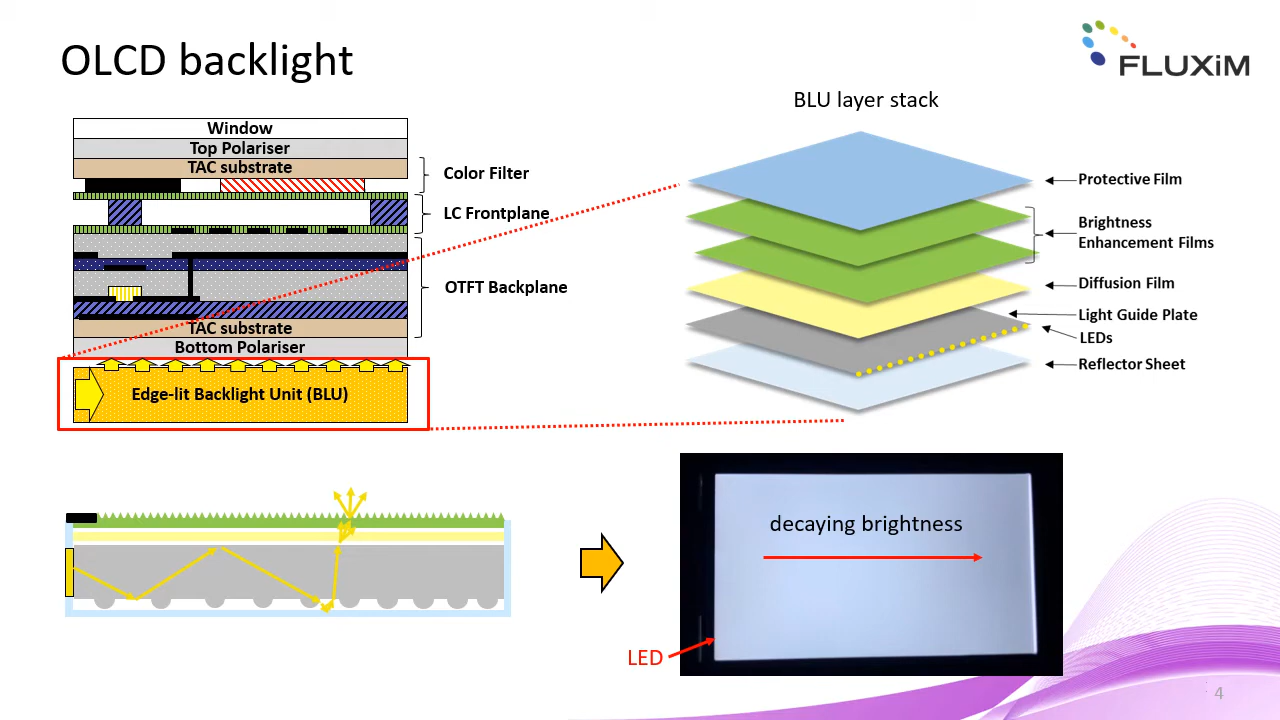 OLCD backlight
FLUXiM
BLU layer stack
Window
Top Polariser
TAC substrate
Color Filter
LC Frontplane
OTFT Backplane
TAC substrate
Bottom Polariser
Edge-lit Backlight Unit (BLU)
Protective Film
Brightness
Enhancement Films
Diffusion Film
Light Guide Plate
LEDs
Reflector Sheet
decaying brightness
LED
4